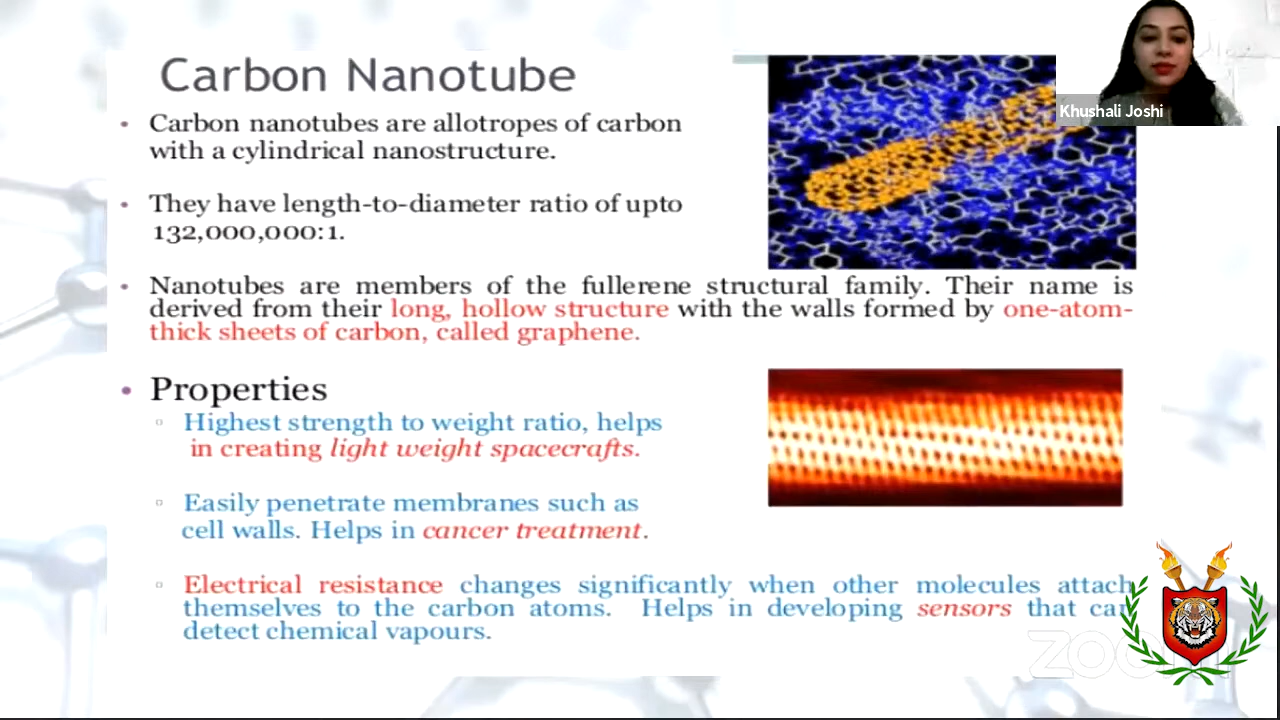 Carbon Nanotube
Khushali Joshi
• Carbon nanotubes are allotropes of carbon
with a cylindrical nanostructure.
• They have length-to-diameter ratio of upto
132,000,000:1.
• Nanotubes are members of the fullerene structural family. Their name is
derived from their long, hollow structure with the walls formed by one-atom-
thick sheets of carbon, called graphene.
• Properties
▫ Highest strength to weight ratio, helps
in creating light weight spacecrafts.
▫ Easily penetrate membranes such as
cell walls. Helps in cancer treatment.
▫ Electrical resistance changes significantly when other molecules attach
themselves to the carbon atoms. Helps in developing sensors that can
detect chemical vapours.
zoom